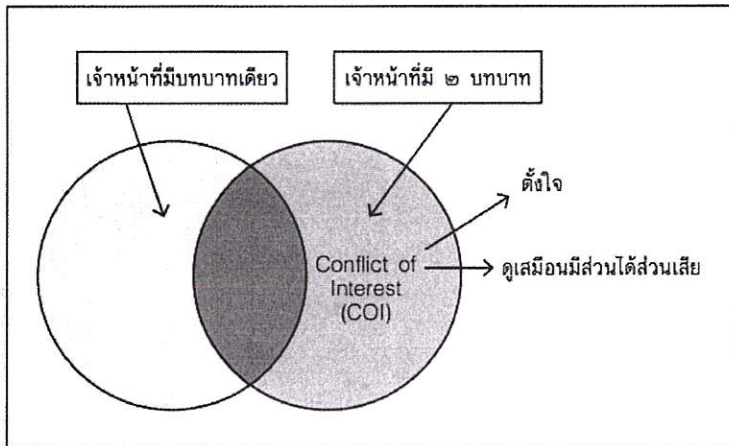 เจ้าหน้าที่มีบทบาทเดียว
เจ้าหน้าที่มี ๒ บทบาท
ตั้งใจ
ดูเสมือนมีส่วนได้ส่วนเสีย
Conflict of
Interest
(COI)